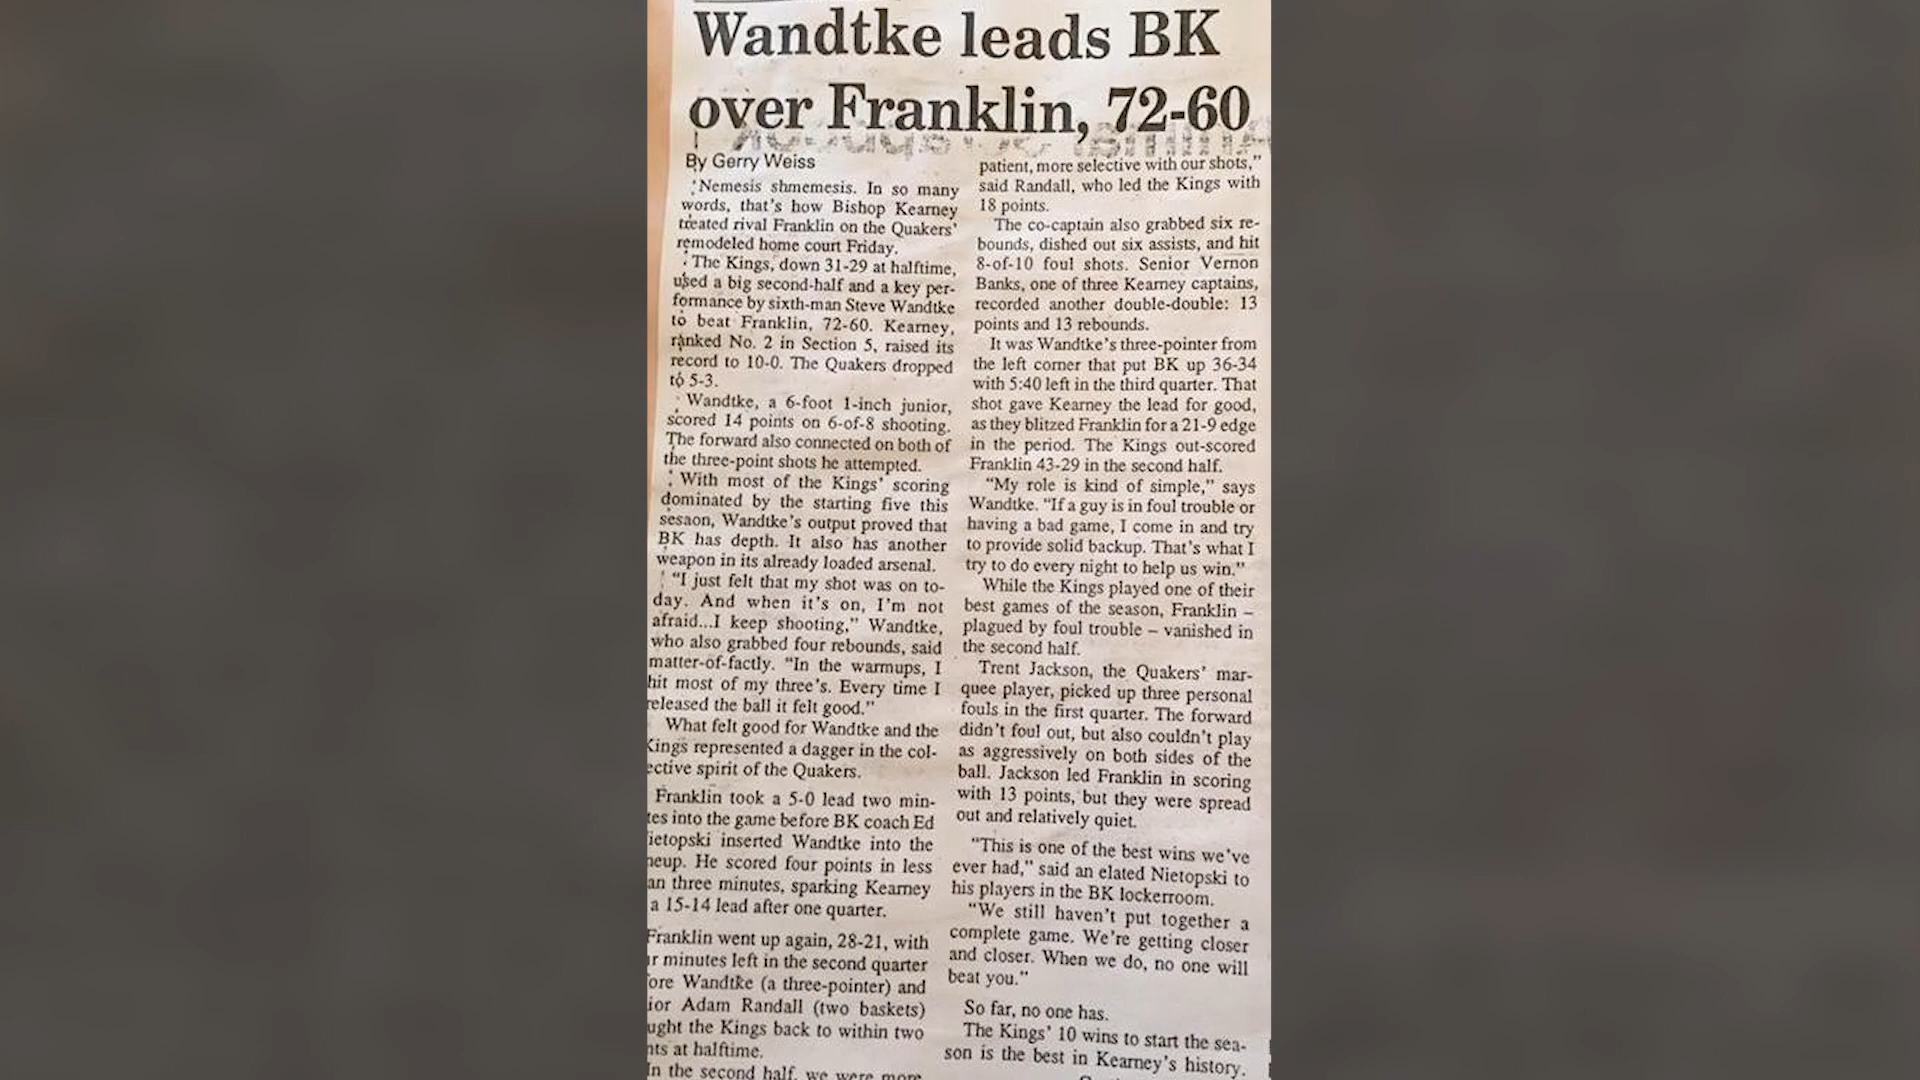 Wandtke leads BK
over Franklin, 72-60
By Gerry Weiss
Nemesis shmemesis. In so many
words, that's how Bishop Kearney
treated rival Franklin on the Quakers'
remodeled home court Friday.
The Kings, down 31-29 at halftime,
used a big second-half and a key per-
formance by sixth-man Steve Wandtke
to beat Franklin, 72-60. Kearney,
ranked No. 2 in Section 5, raised its
record to 10-0. The Quakers dropped
to 5-3.
Wandtke, a 6-foot 1-inch junior,
scored 14 points on 6-of-8 shooting.
The forward also connected on both of
the three-point shots he attempted.
With most of the Kings' scoring
dominated by the starting five this
sesaon, Wandtke's output proved that
BK has depth. It also has another
weapon in its already loaded arsenal.
"I just felt that my shot was on to-
day. And when it's on, I'm not
afraid...I keep shooting," Wandtke,
who also grabbed four rebounds, said
matter-of-factly. "In the warmups, I
hit most of my three's. Every time I
released the ball it felt good."
What felt good for Wandtke and the
Kings represented a dagger in the col-
ective spirit of the Quakers.
Franklin took a 5-0 lead two min-
tes into the game before BK coach Ed
ietopski inserted Wandtke into the
neup. He scored four points in less
an three minutes, sparking Kearney
a 15-14 lead after one quarter.
Franklin went up again, 28-21, with
r minutes left in the second quarter
ore Wandtke (a three-pointer) and
ior Adam Randall (two baskets)
ught the Kings back to within two
nts at halftime.
In the second half, we were more
patient, more selective with our shots,"
said Randall, who led the Kings with
18 points.
The co-captain also grabbed six re-
bounds, dished out six assists, and hit
8-of-10 foul shots. Senior Vernon
Banks, one of three Kearney captains,
recorded another double-double: 13
points and 13 rebounds.
It was Wandtke's three-pointer from
the left corner that put BK up 36-34
with 5:40 left in the third quarter. That
shot gave Kearney the lead for good,
as they blitzed Franklin for a 21-9 edge
in the period. The Kings out-scored
Franklin 43-29 in the second half.
"My role is kind of simple," says
Wandtke. "If a guy is in foul trouble or
having a bad game, I come in and try
to provide solid backup. That's what I
try to do every night to help us win."
While the Kings played one of their
best games of the season, Franklin –
plagued by foul trouble – vanished in
the second half.
Trent Jackson, the Quakers' mar-
quee player, picked up three personal
fouls in the first quarter. The forward
didn't foul out, but also couldn't play
as aggressively on both sides of the
ball. Jackson led Franklin in scoring
with 13 points, but they were spread
out and relatively quiet.
"This is one of the best wins we've
ever had," said an elated Nietopski to
his players in the BK lockerroom.
"We still haven't put together a
complete game. We're getting closer
and closer. When we do, no one will
beat you."
So far, no one has.
The Kings' 10 wins to start the sea-
son is the best in Kearney's history.